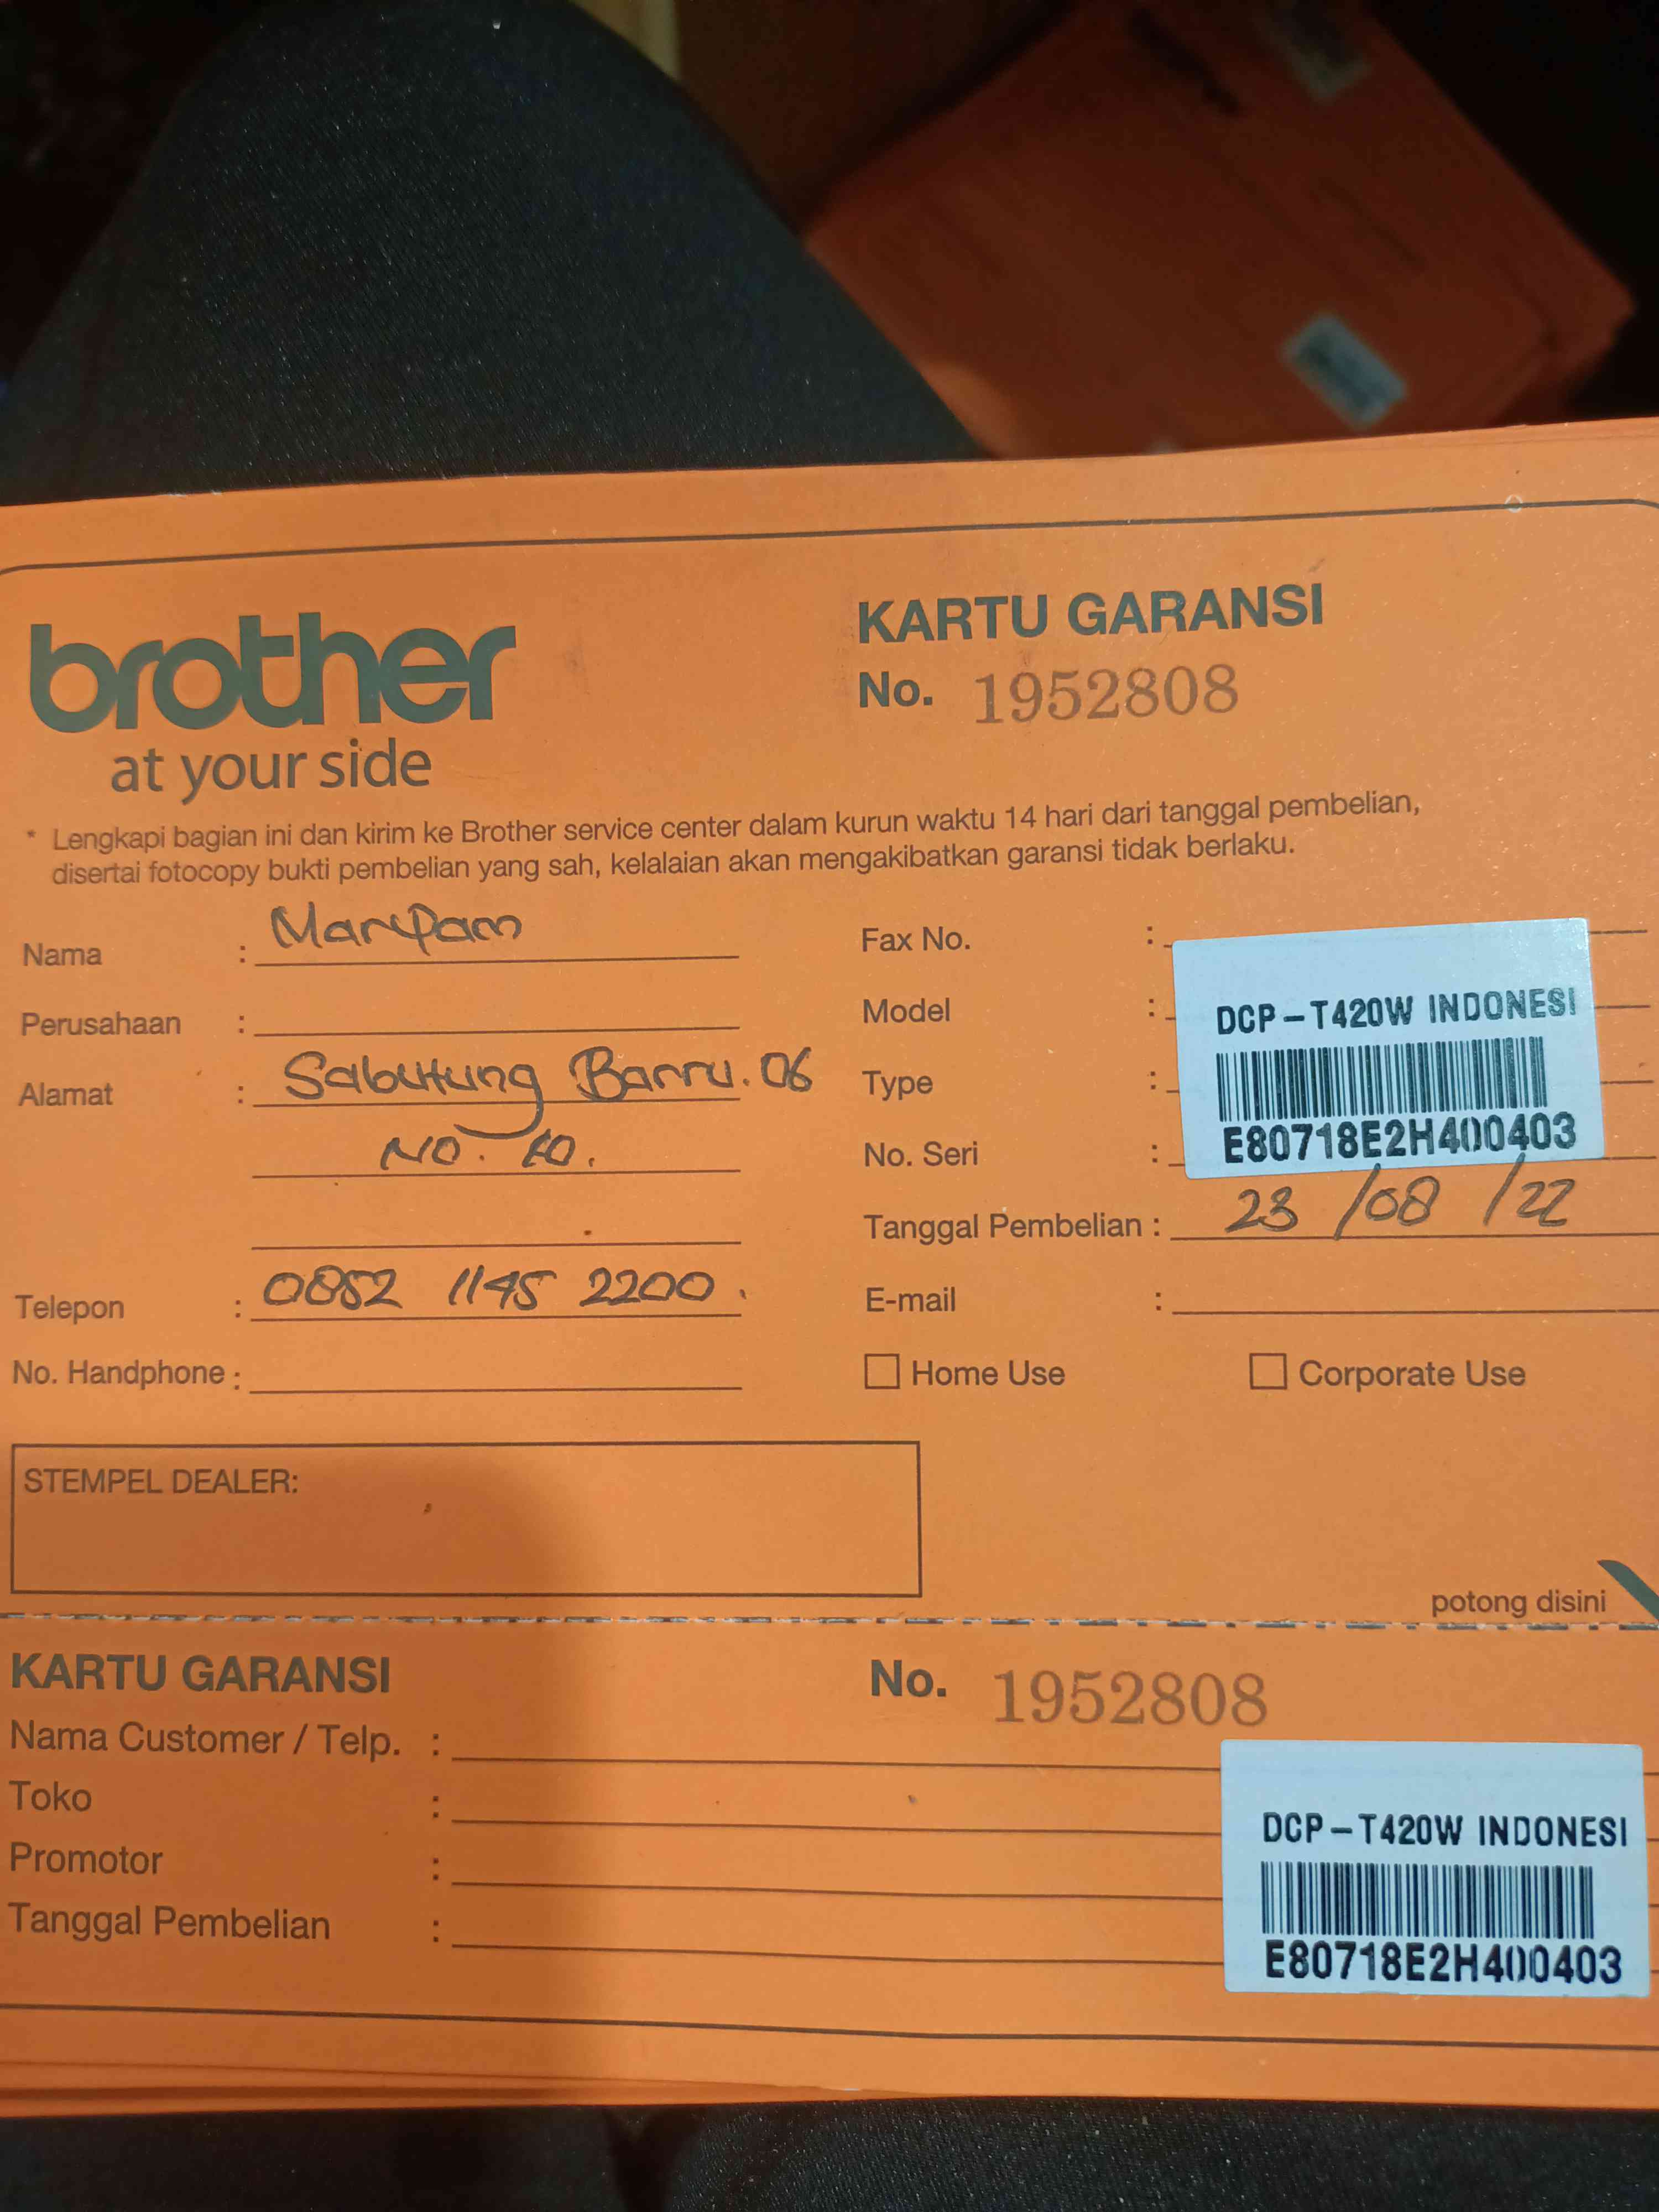 brother
at your side
KARTU GARANSI
No. 1952808
* Lengkapi bagian ini dan kirim ke Brother service center dalam kurun waktu 14 hari dari tanggal pembelian,
disertai fotocopy bukti pembelian yang sah, kelalaian akan mengakibatkan garansi tidak berlaku.
Nama : Maryam
Perusahaan :
Alamat : Sabutung Barru. 06
NO.
Telepon : 0852 1145 2200.
No. Handphone :
Fax No. :
Model :
Type :
No. Seri :
DCP-T420W INDONESI
E80718E2H400403
Tanggal Pembelian : 23 /08 /22
E-mail :
Home Use
Corporate Use
STEMPEL DEALER:
potong disini
KARTU GARANSI
No. 1952808
Nama Customer / Telp. :
Toko :
Promotor :
Tanggal Pembelian :
DCP-T420W INDONESI
E80718E2H400403